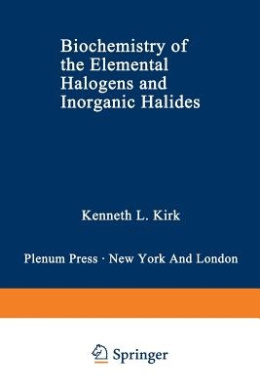 Biochemistry of
the Elemental
Halogens and
Inorganic Halides
Kenneth L. Kirk
Plenum Press · New York And London
Springer